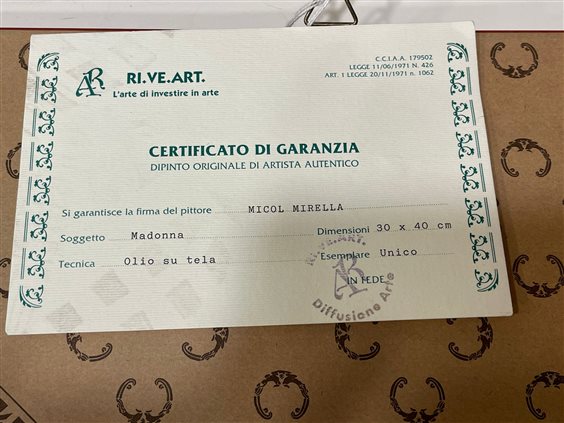 C.C.I.A.A. 179502
LEGGE 11/06/1971 N. 426
ART. 1 LEGGE 20/11/1971 n. 1062
AR RI.VE.ART.
L'arte di investire in arte
CERTIFICATO DI GARANZIA
DIPINTO ORIGINALE DI ARTISTA AUTENTICO
Si garantisce la firma del pittore MICOL MIRELLA
Soggetto Madonna Dimensioni 30 x 40 cm
Tecnica Olio su tela Esemplare Unico
IN FEDE
RI.VE.ART.
AR
Diffusione Arte